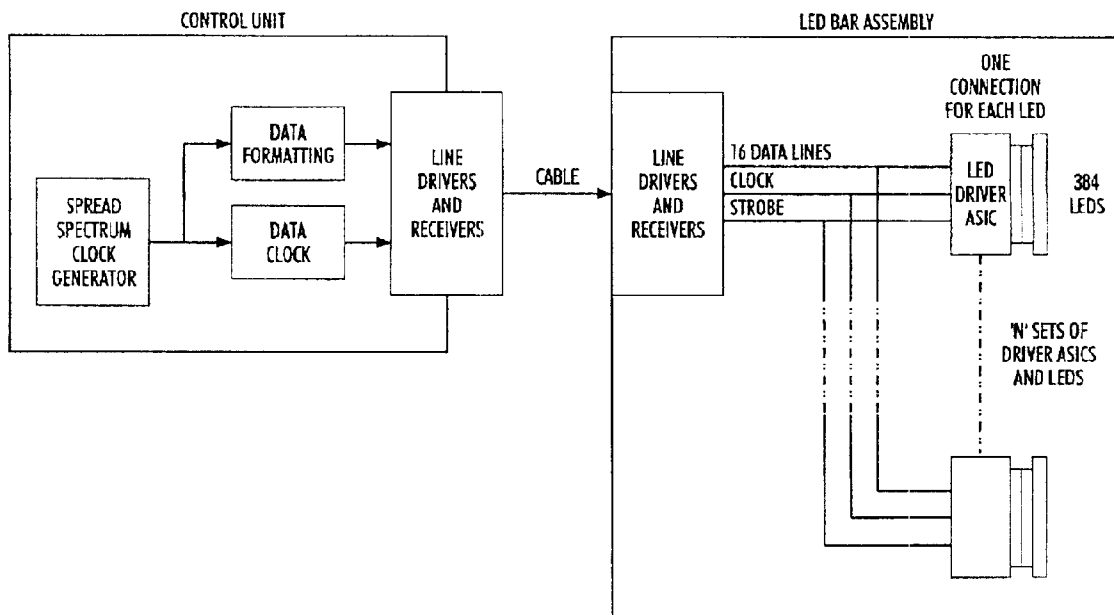 CONTROL UNIT
LED BAR ASSEMBLY
SPREAD
SPECTRUM
CLOCK
GENERATOR
DATA
FORMATTING
DATA
CLOCK
LINE
DRIVERS
AND
RECEIVERS
CABLE
LINE
DRIVERS
AND
RECEIVERS
16 DATA LINES
CLOCK
STROBE
ONE
CONNECTION
FOR EACH LED
LED
DRIVER
ASIC
384
LEDS
'N' SETS OF
DRIVER ASICS
AND LEDS